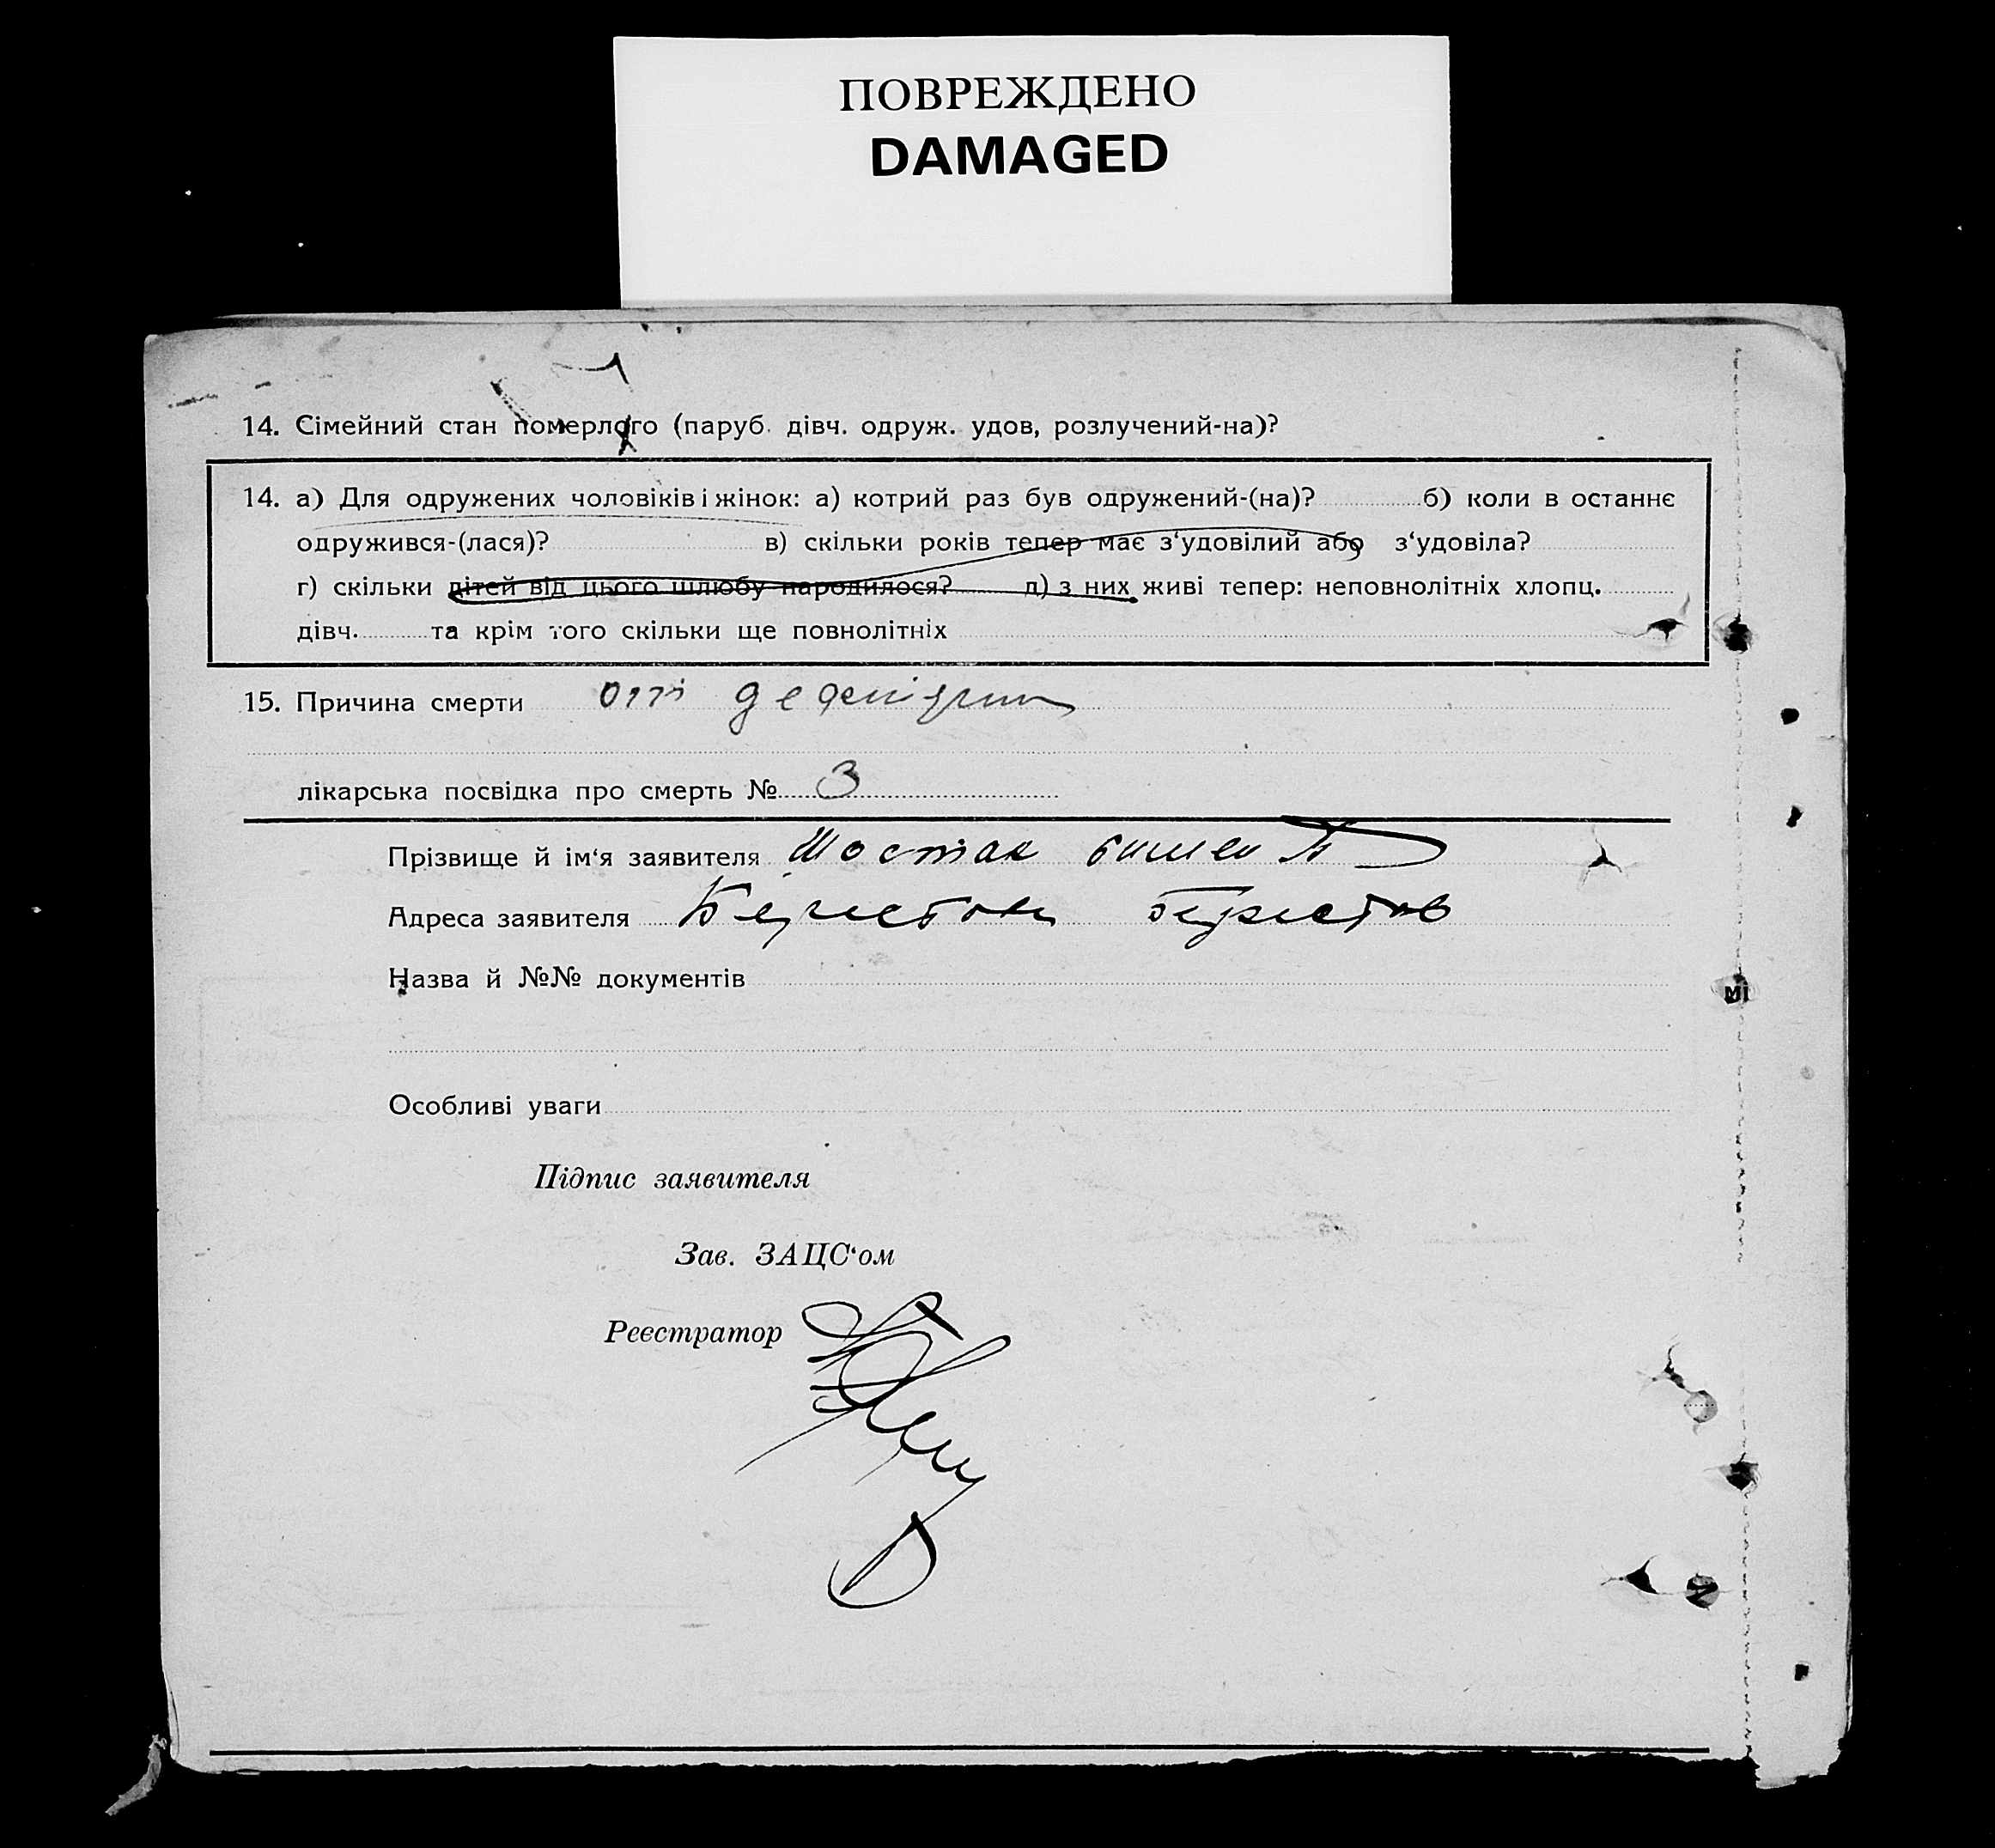 ПОВРЕЖДЕНО
DAMAGED
14. Сімейний стан померлого (паруб. дівч. одруж. удов, розлучений-на)?
14. а) Для одружених чоловіків і жінок: а) котрий раз був одружений-(на)? б) коли в останнє
одружився-(лася)? в) скільки років тепер має з‘удовілий або з‘удовіла?
г) скільки дітей від цього шлюбу народилося? д) з них живі тепер: неповнолітніх хлопц.
дівч. та крім того скільки ще повнолітніх
15. Причина смерти от
лікарська посвідка про смерть № 3
Прізвище й ім‘я заявителя Шостак
Адреса заявителя
Назва й №№ документів
Особливі уваги
Підпис заявителя
Зав. ЗАЦС‘ом
Реєстратор